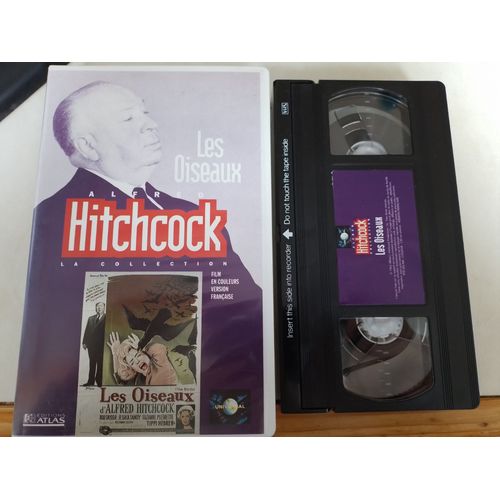 Les
Oiseaux
ALFRED
Hitchcock
LA COLLECTION
FILM
EN COULEURS
VERSION
FRANÇAISE
Les Oiseaux
d'ALFRED HITCHCOCK
TIPPI HEDREN
EDITIONS
ATLAS
UNIVERSAL
VHS
Insert this side into recorder Do not touch the tape inside
Hitchcock
Les Oiseaux